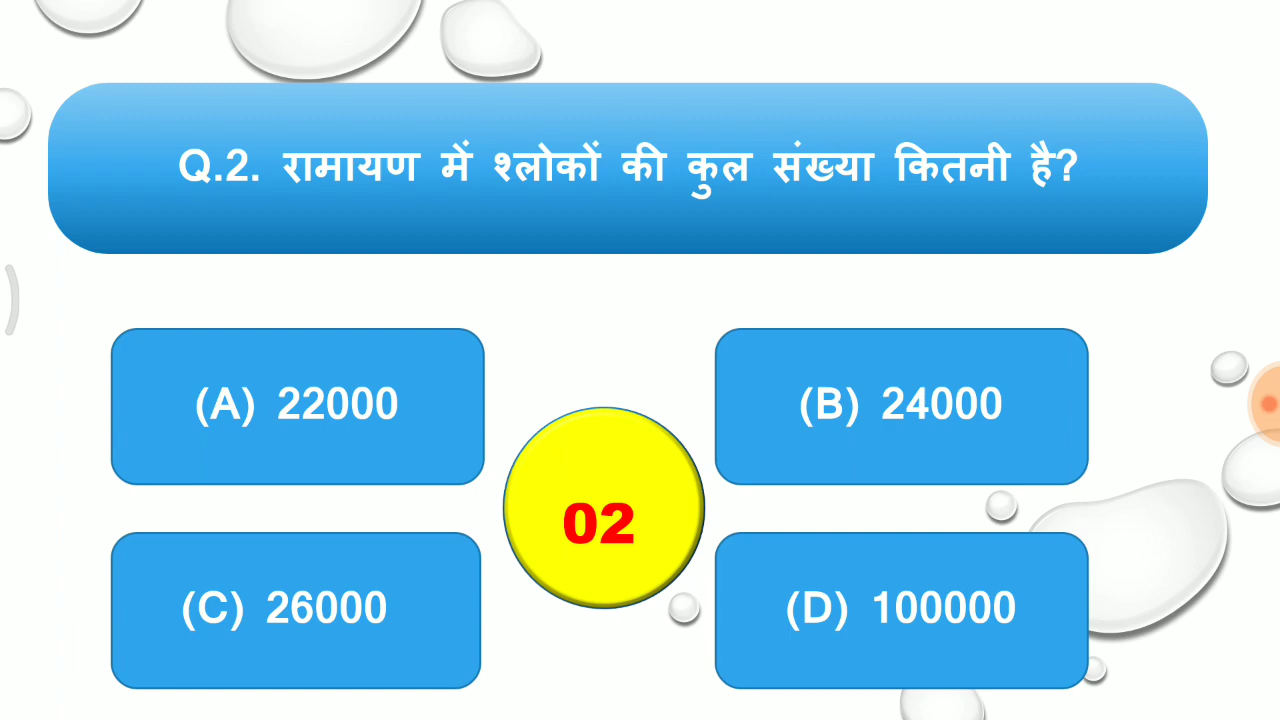 Q.2. रामायण में श्लोकों की कुल संख्या कितनी है?
(A) 22000
(B) 24000
02
(C) 26000
(D) 100000